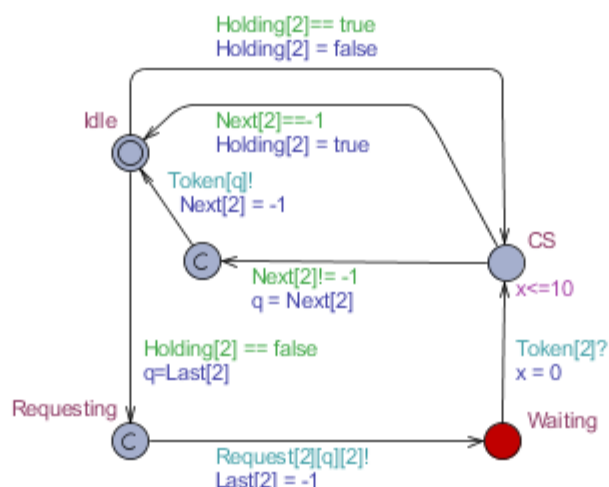 Holding[2]== true
Holding[2] = false
Idle
Next[2]==-1
Holding[2] = true
Token[q]!
Next[2] = -1
C
CS
x<=10
Next[2]!= -1
q = Next[2]
Holding[2] == false
q=Last[2]
Token[2]?
x = 0
Requesting
C
Waiting
Request[2][q][2]!
Last[2] = -1